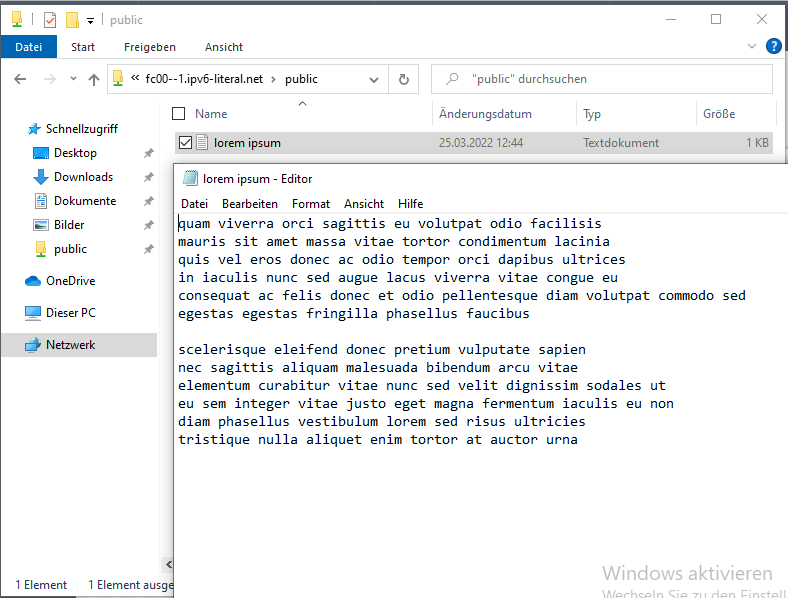 public
Datei Start Freigeben Ansicht
« fc00--1.ipv6-literal.net › public
"public" durchsuchen
Name Änderungsdatum Typ Größe
lorem ipsum 25.03.2022 12:44 Textdokument 1 KB
Schnellzugriff
Desktop
Downloads
Dokumente
Bilder
public
OneDrive
Dieser PC
Netzwerk
1 Element 1 Element ausge
lorem ipsum - Editor
Datei Bearbeiten Format Ansicht Hilfe
quam viverra orci sagittis eu volutpat odio facilisis
mauris sit amet massa vitae tortor condimentum lacinia
quis vel eros donec ac odio tempor orci dapibus ultrices
in iaculis nunc sed augue lacus viverra vitae congue eu
consequat ac felis donec et odio pellentesque diam volutpat commodo sed
egestas egestas fringilla phasellus faucibus
scelerisque eleifend donec pretium vulputate sapien
nec sagittis aliquam malesuada bibendum arcu vitae
elementum curabitur vitae nunc sed velit dignissim sodales ut
eu sem integer vitae justo eget magna fermentum iaculis eu non
diam phasellus vestibulum lorem sed risus ultricies
tristique nulla aliquet enim tortor at auctor urna
Windows aktivieren
Wechseln Sie zu den Einstell